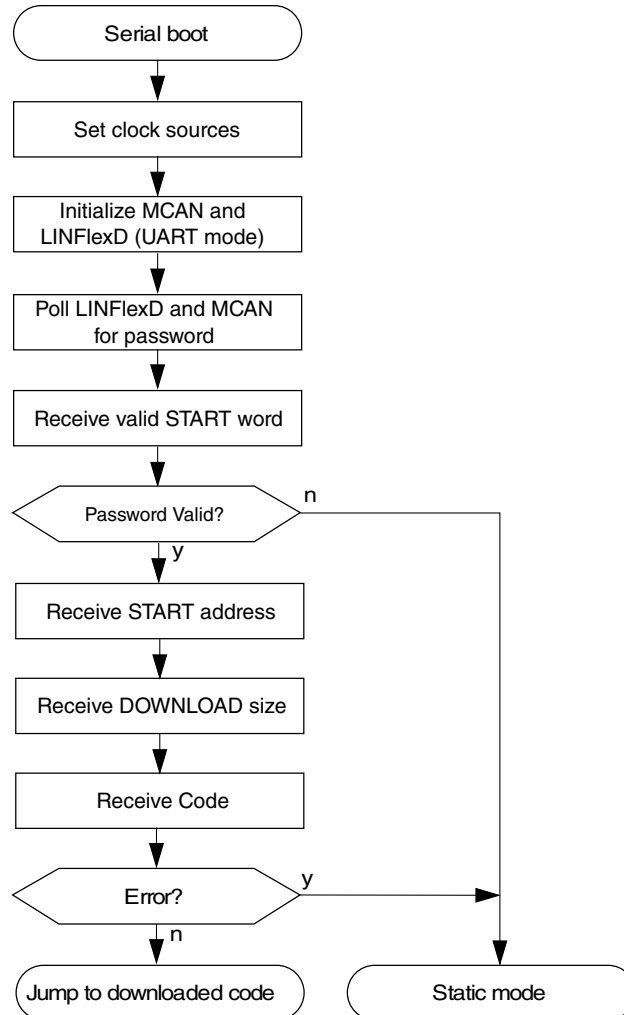 Serial boot
Set clock sources
Initialize MCAN and
LINFlexD (UART mode)
Poll LINFlexD and MCAN
for password
Receive valid START word
Password Valid?
n
y
Receive START address
Receive DOWNLOAD size
Receive Code
Error?
y
n
Jump to downloaded code
Static mode